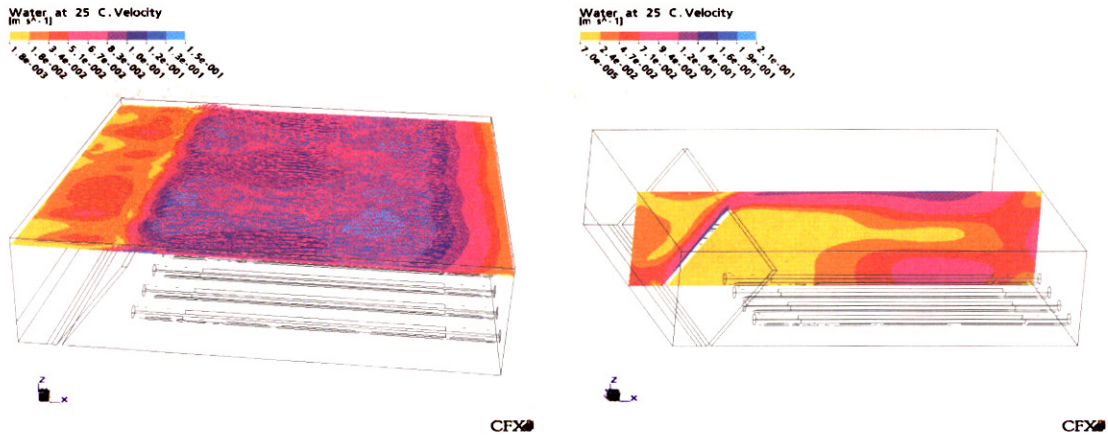 Water at 25 C. Velocity
[m s^-1]
1.8e-003
1.8e-002
3.4e-002
5.1e-002
6.7e-002
8.3e-002
1.0e-001
1.2e-001
1.3e-001
1.5e-001
z
x
CFX
Water at 25 C. Velocity
[m s^-1]
7.0e-005
2.4e-002
4.7e-002
7.1e-002
9
1.2e-001
1.4e-001
1.6e-001
1.9e-001
2.1e-001
z
x
CFX